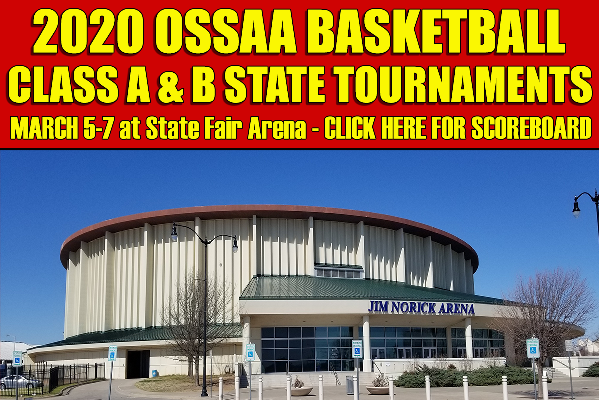 2020 OSSAA BASKETBALL
CLASS A & B STATE TOURNAMENTS
MARCH 5-7 at State Fair Arena - CLICK HERE FOR SCOREBOARD
JIM NORICK ARENA